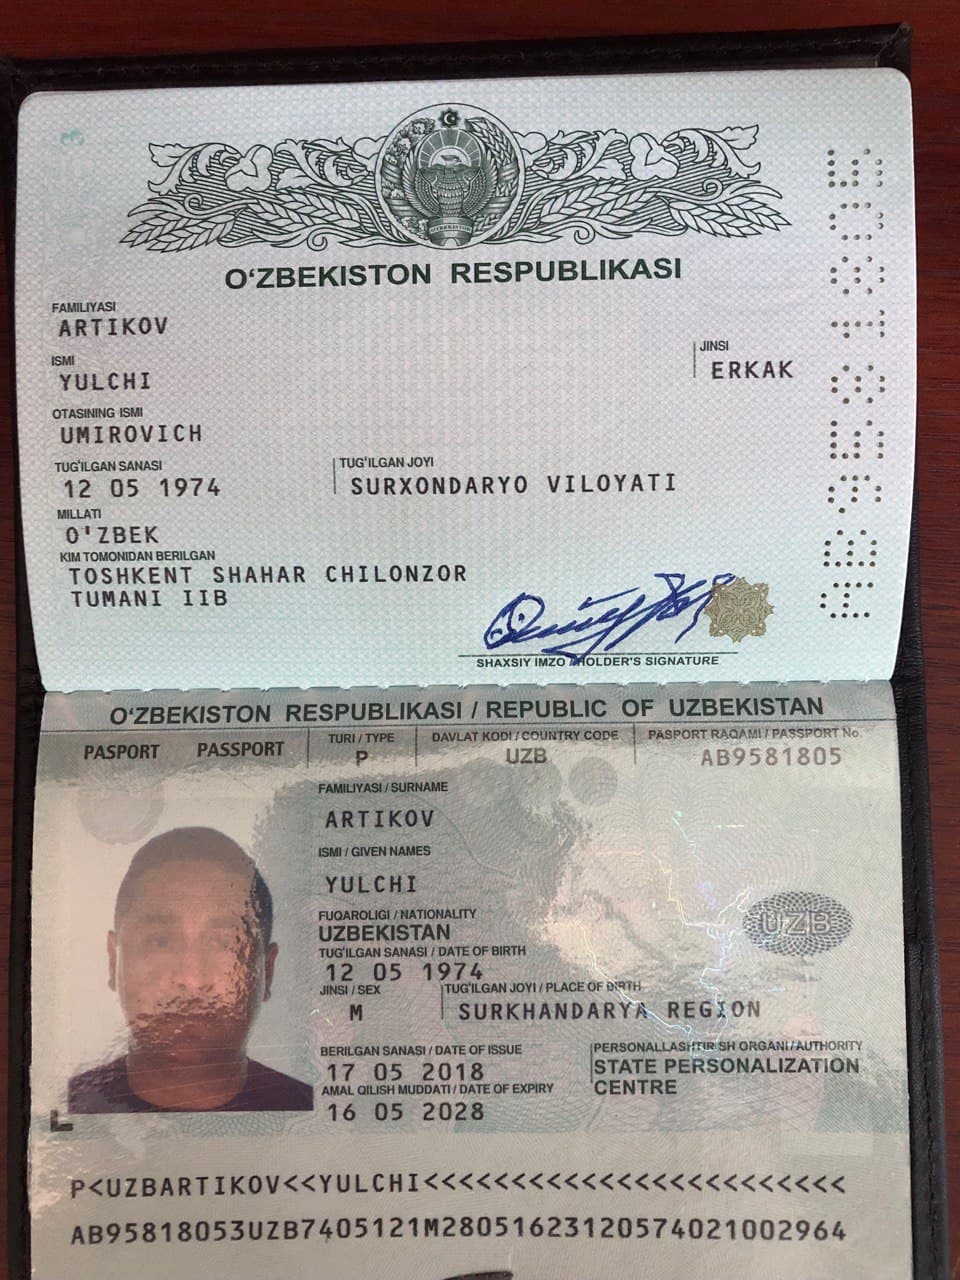 O'ZBEKISTON RESPUBLIKASI
FAMILIYASI
ARTIKOV
ISMI
YULCHI
JINSI
ERKAK
OTASINING ISMI
UMIROVICH
TUG'ILGAN SANASI
12 05 1974
TUG'ILGAN JOYI
SURXONDARYO VILOYATI
MILLATI
O'ZBEK
KIM TOMONIDAN BERILGAN
TOSHKENT SHAHAR CHILONZOR
TUMANI IIB
SHAXSIY IMZO / HOLDER'S SIGNATURE
AB9581805
O'ZBEKISTON RESPUBLIKASI / REPUBLIC OF UZBEKISTAN
PASPORT PASSPORT
TURI / TYPE
P
DAVLAT KODI / COUNTRY CODE
UZB
PASPORT RAQAMI / PASSPORT No.
AB9581805
FAMILIYASI / SURNAME
ARTIKOV
ISMI / GIVEN NAMES
YULCHI
FUQAROLIGI / NATIONALITY
UZBEKISTAN
UZB
TUG'ILGAN SANASI / DATE OF BIRTH
12 05 1974
JINSI / SEX
M
TUG'ILGAN JOYI / PLACE OF BIRTH
SURKHANDARYA REGION
BERILGAN SANASI / DATE OF ISSUE
17 05 2018
AMAL QILISH MUDDATI / DATE OF EXPIRY
16 05 2028
PERSONALLASHTIR SH ORGANI / AUTHORITY
STATE PERSONALIZATION
CENTRE
P<UZBARTIKOV<<YULCHI<<<<<<<<<<<<<<<<<<<<<<<<
AB95818053UZB7405121M28051623120574021002964